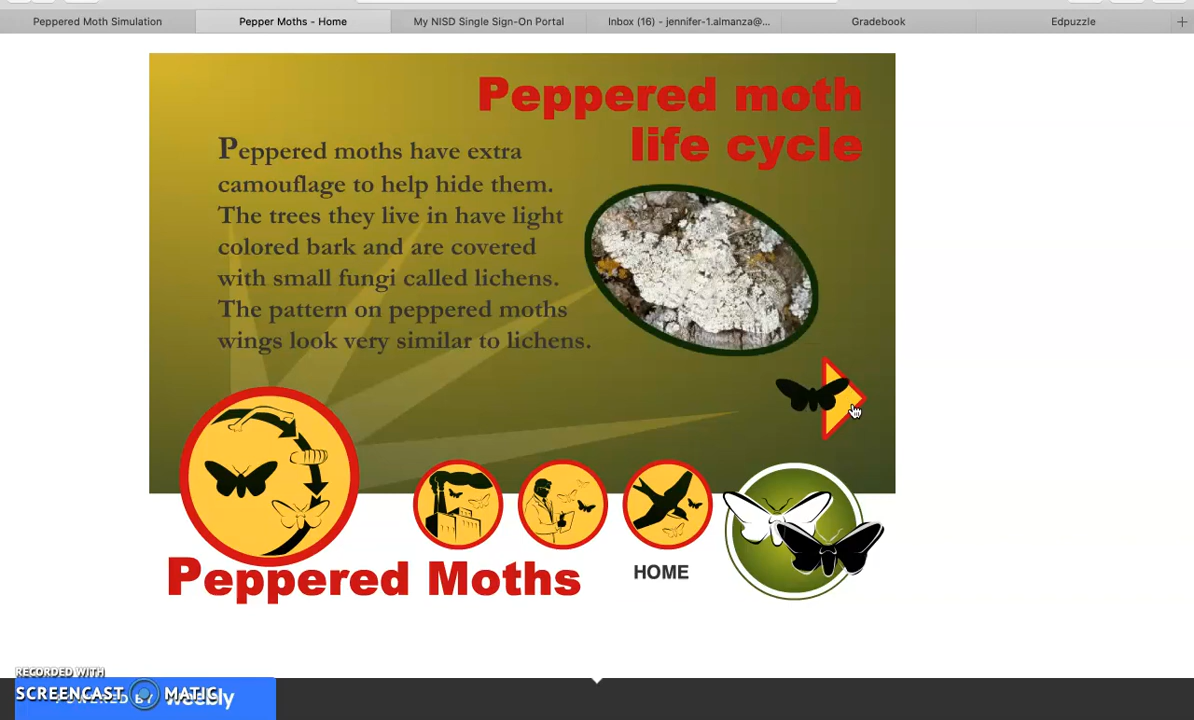 Peppered Moth Simulation
Pepper Moths - Home
My NISD Single Sign-On Portal
Inbox (16) - jennifer-1.almanza@...
Gradebook
Edpuzzle
Peppered moth
life cycle
Peppered moths have extra
camouflage to help hide them.
The trees they live in have light
colored bark and are covered
with small fungi called lichens.
The pattern on peppered moths
wings look very similar to lichens.
HOME
Peppered Moths
RECORDED WITH
SCREENCAST MATIC
POWERED BY weebly